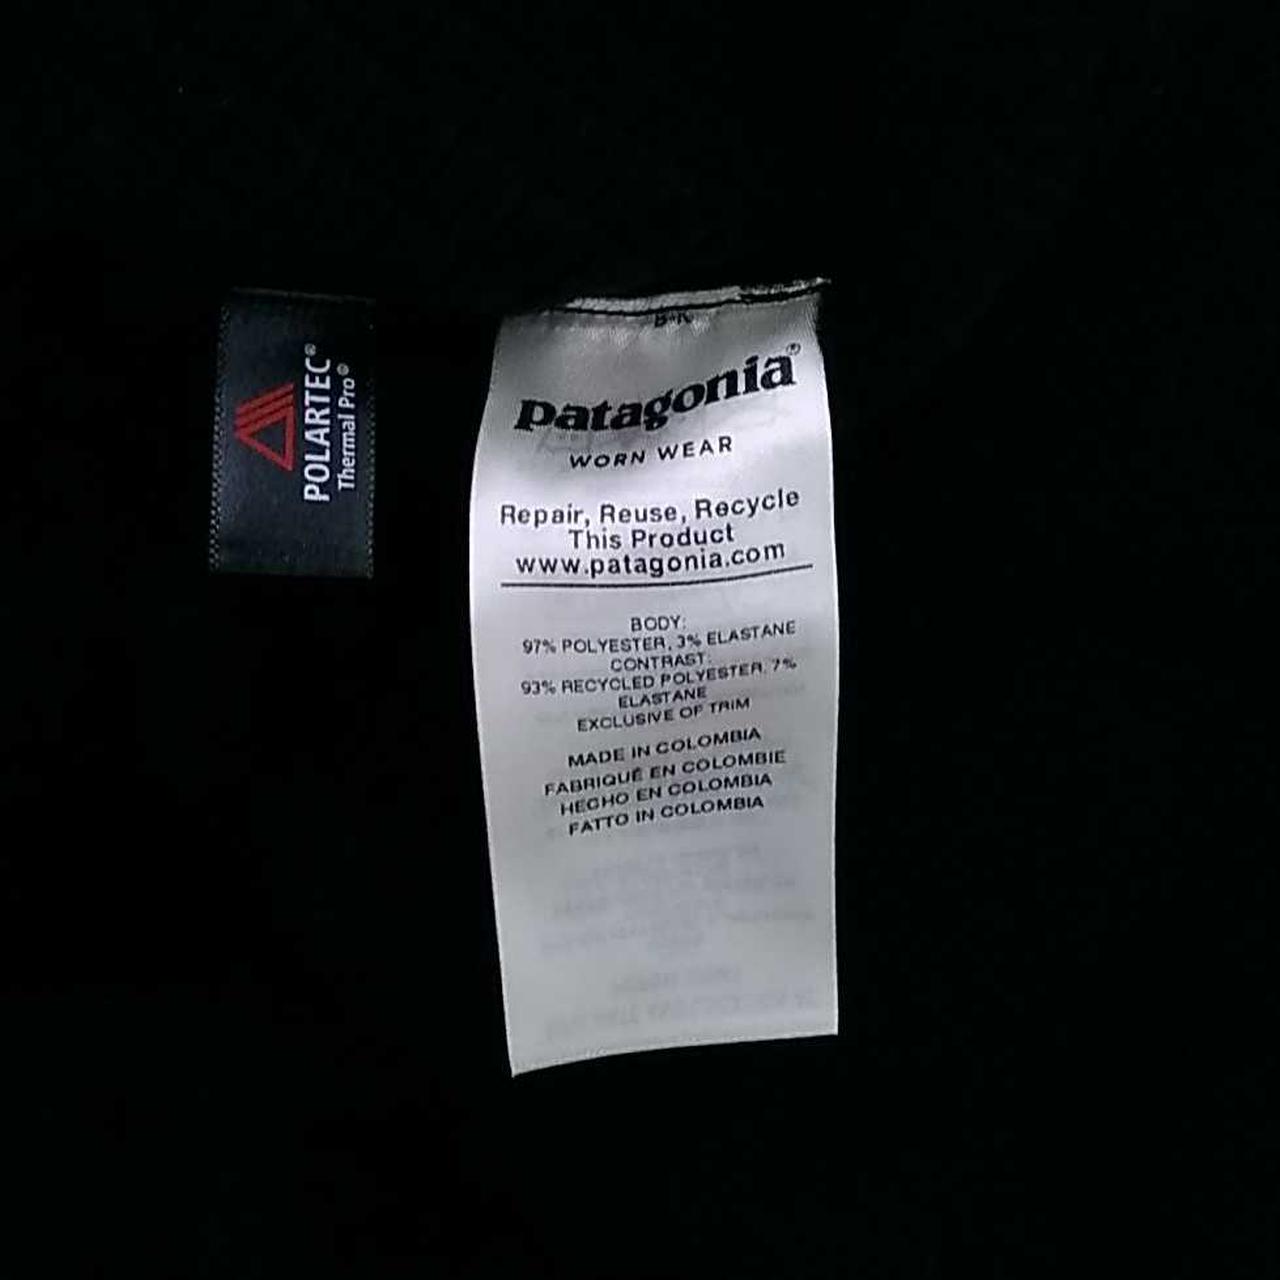 POLARTEC®
Thermal Pro®
patagonia®
WORN WEAR
Repair, Reuse, Recycle
This Product
www.patagonia.com
BODY:
97% POLYESTER, 3% ELASTANE
CONTRAST:
93% RECYCLED POLYESTER, 7%
ELASTANE
EXCLUSIVE OF TRIM
MADE IN COLOMBIA
FABRIQUÉ EN COLOMBIE
HECHO EN COLOMBIA
FATTO IN COLOMBIA